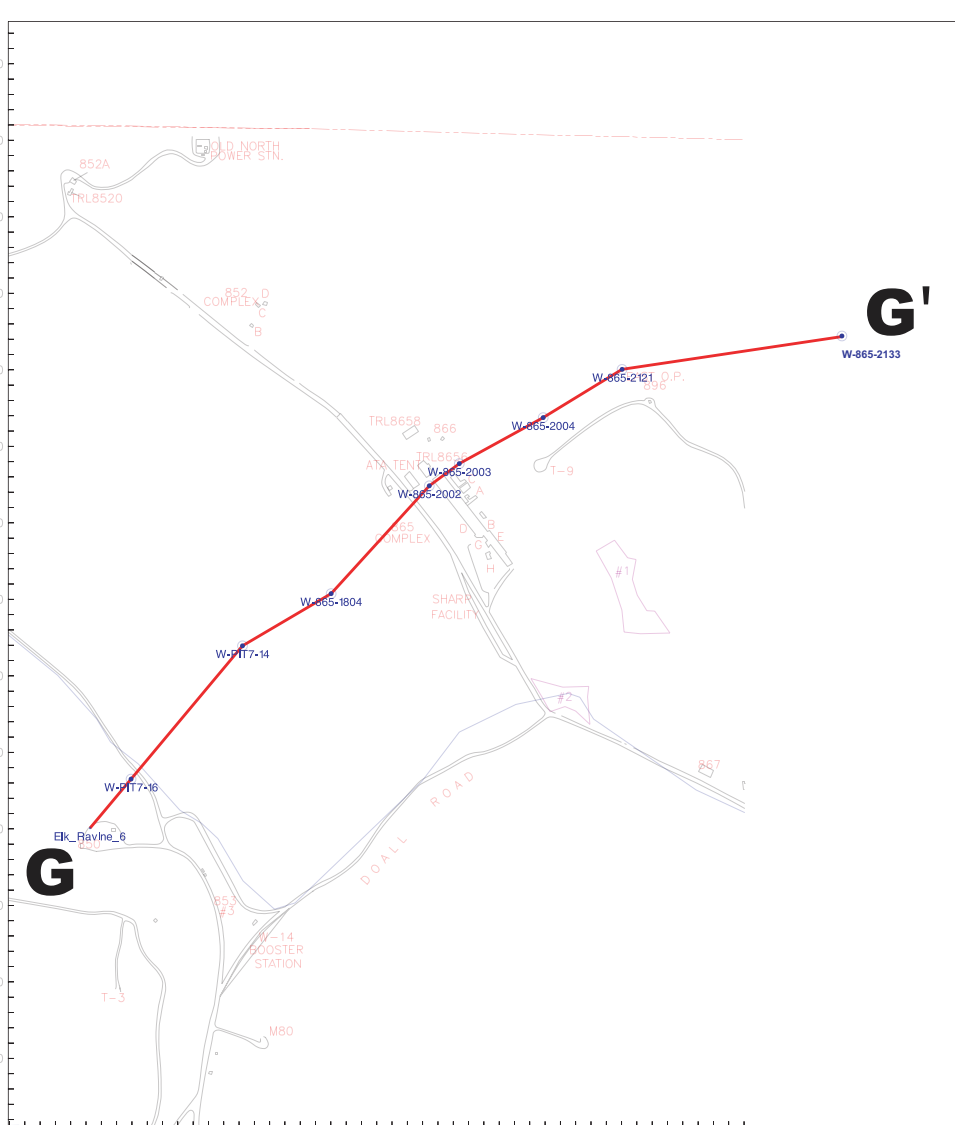 OLD NORTH
POWER STN.
852A
TRL8520
852 D
COMPLEX
C
B
G'
W-865-2133
W-865-2121
O.P.
896
TRL8658
866
W-865-2004
ATA TENT
TRL8656
W-865-2003
T-9
C
W-865-2002
A
865
COMPLEX
D
B
E
G
H
#1
W-865-1804
SHARP
FACILITY
W-PIT7-14
#2
867
W-PIT7-16
DOALL ROAD
Elk_Ravine_6
850
G
853
#3
W-14
BOOSTER
STATION
T-3
M80